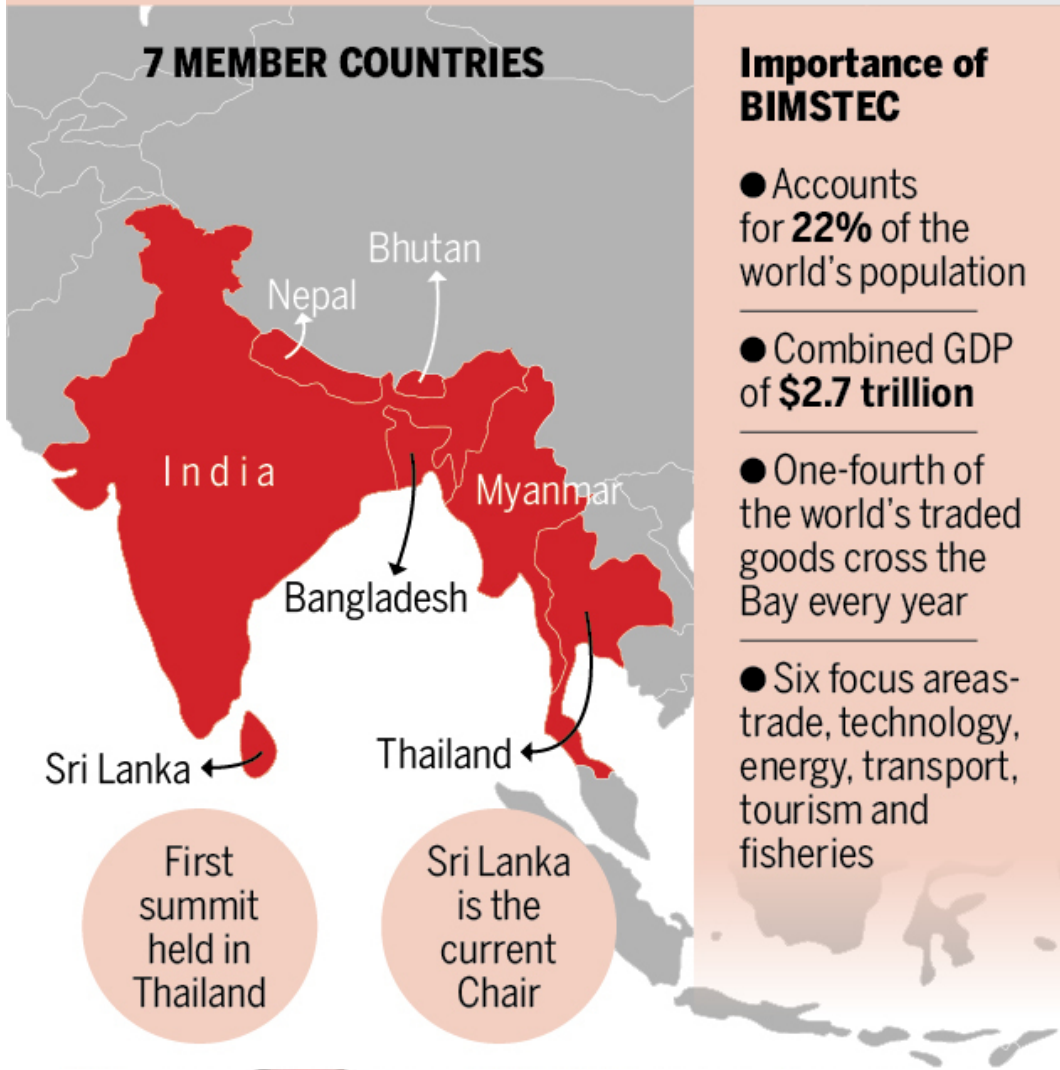 7 MEMBER COUNTRIES
Bhutan
Nepal
India
Myanmar
Bangladesh
Thailand
Sri Lanka
First
summit
held in
Thailand
Sri Lanka
is the
current
Chair
Importance of
BIMSTEC
● Accounts
for 22% of the
world's population
● Combined GDP
of $2.7 trillion
● One-fourth of
the world's traded
goods cross the
Bay every year
● Six focus areas-
trade, technology,
energy, transport,
tourism and
fisheries